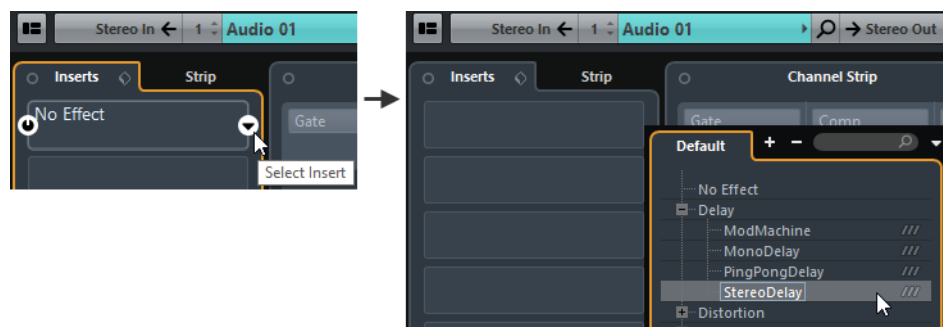 Stereo In 1 Audio 01
Inserts Strip
No Effect
Gate
Select Insert
Stereo In 1 Audio 01 Stereo Out
Inserts Strip Channel Strip
Gate Comp
Default + −
No Effect
Delay
ModMachine
MonoDelay
PingPongDelay
StereoDelay
Distortion